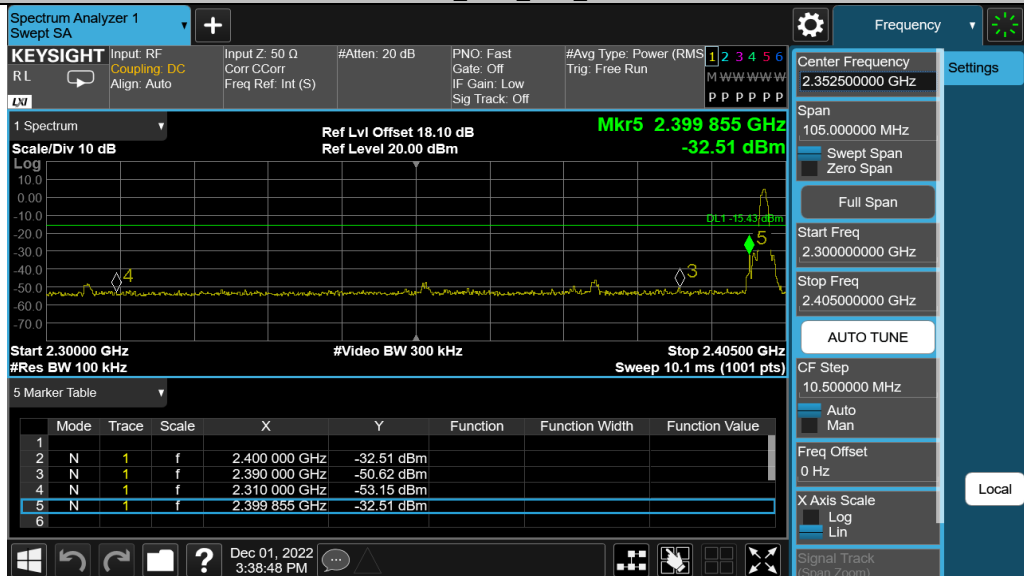 Spectrum Analyzer 1
Swept SA
Frequency
KEYSIGHT
R L
LXI
Input: RF
Coupling: DC
Align: Auto
Input Z: 50 Ω
Corr CCorr
Freq Ref: Int (S)
#Atten: 20 dB
PNO: Fast
Gate: Off
IF Gain: Low
Sig Track: Off
#Avg Type: Power (RMS
Trig: Free Run
1 2 3 4 5 6
M W W W W W
P P P P P P
1 Spectrum
Scale/Div 10 dB
Ref Lvl Offset 18.10 dB
Ref Level 20.00 dBm
Mkr5 2.399 855 GHz
-32.51 dBm
Log
10.0
0.00
-10.0
-20.0
-30.0
-40.0
-50.0
-60.0
-70.0
DL1 -15.43 dBm
4
3
5
Start 2.30000 GHz
#Video BW 300 kHz
Stop 2.40500 GHz
#Res BW 100 kHz
Sweep 10.1 ms (1001 pts)
5 Marker Table
Mode Trace Scale X Y Function Function Width Function Value
1
2 N 1 f 2.400 000 GHz -32.51 dBm
3 N 1 f 2.390 000 GHz -50.62 dBm
4 N 1 f 2.310 000 GHz -53.15 dBm
5 N 1 f 2.399 855 GHz -32.51 dBm
6
Dec 01, 2022
3:38:48 PM
?
Center Frequency
2.352500000 GHz
Span
105.000000 MHz
Swept Span
Zero Span
Full Span
Start Freq
2.300000000 GHz
Stop Freq
2.405000000 GHz
AUTO TUNE
CF Step
10.500000 MHz
Auto
Man
Freq Offset
0 Hz
X Axis Scale
Log
Lin
Signal Track
(Span Zoom)
Settings
Local